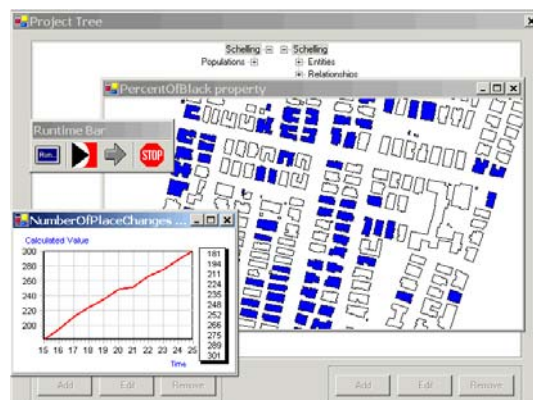 Project Tree
Schelling Schelling
Populations Entities
Relationships
PercentOfBlack property
Runtime Bar
Run... STOP
NumberOfPlaceChanges ...
Calculated Value
300
280
260
240
220
200
15 16 17 18 19 20 21 22 23 24 25
Time
181
194
211
224
235
248
252
266
275
289
301
Add Edit Remove Add Edit Remove